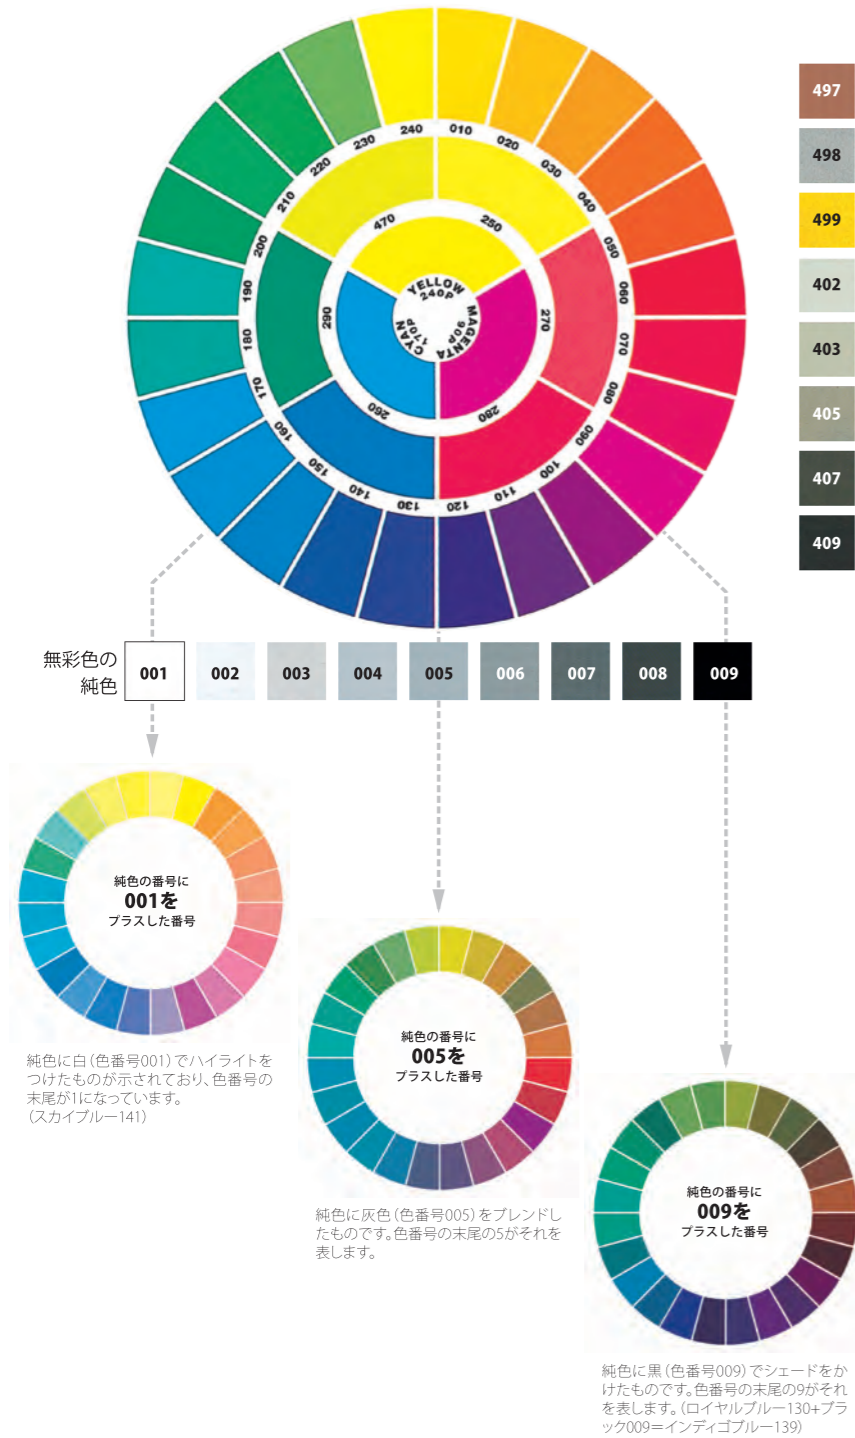 240
010
020
030
040
050
060
070
080
090
100
110
120
130
140
150
160
170
180
190
200
210
220
230
470
250
290
270
260
280
YELLOW
240P
MAGENTA
90P
CYAN
170P
497
498
499
402
403
405
407
409
無彩色の
純色
001
002
003
004
005
006
007
008
009
純色の番号に
001を
プラスした番号
純色に白(色番号001)でハイライトを
つけたものが示されており、色番号の
末尾が1になっています。
(スカイブルー141)
純色の番号に
005を
プラスした番号
純色に灰色(色番号005)をブレンドし
たものです。色番号の末尾の5がそれを
表します。
純色の番号に
009を
プラスした番号
純色に黒(色番号009)でシェードをか
けたものです。色番号の末尾の9がそれ
を表します。(ロイヤルブルー130+ブラ
ック009=インディゴブルー139)